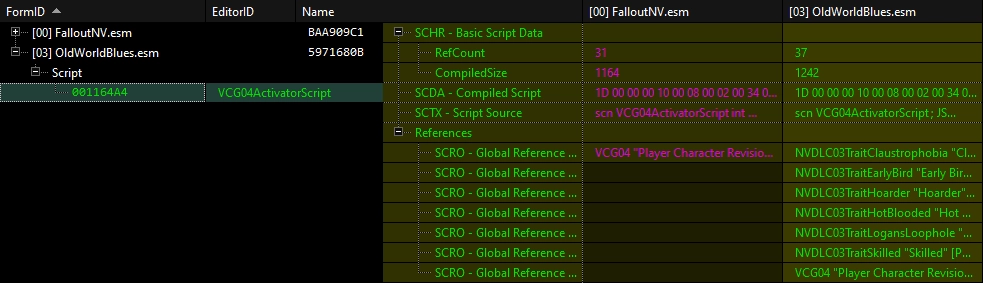 FormID EditorID Name [00] FalloutNV.esm [03] OldWorldBlues.esm
[00] FalloutNV.esm BAA909C1 SCHR - Basic Script Data
[03] OldWorldBlues.esm 5971680B RefCount 31 37
Script CompiledSize 1164 1242
001164A4 VCG04ActivatorScript SCDA - Compiled Script 1D 00 00 00 10 00 08 00 02 00 34 0... 1D 00 00 00 10 00 08 00 02 00 34 0...
SCTX - Script Source scn VCG04ActivatorScript int ... scn VCG04ActivatorScript ; JS...
References
SCRO - Global Reference ... VCG04 "Player Character Revisio... NVDLC03TraitClaustrophobia "Cl...
SCRO - Global Reference ... NVDLC03TraitEarlyBird "Early Bir...
SCRO - Global Reference ... NVDLC03TraitHoarder "Hoarder"...
SCRO - Global Reference ... NVDLC03TraitHotBlooded "Hot ...
SCRO - Global Reference ... NVDLC03TraitLogansLoophole "...
SCRO - Global Reference ... NVDLC03TraitSkilled "Skilled" [P...
SCRO - Global Reference ... VCG04 "Player Character Revisio...